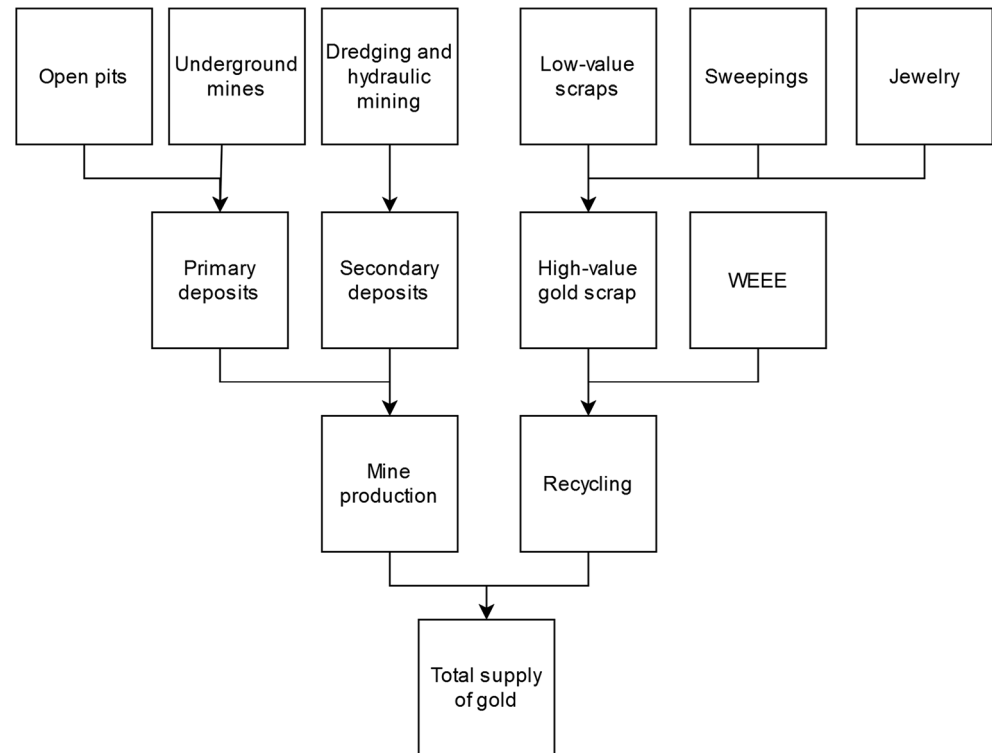 Open pits
Underground
mines
Dredging and
hydraulic
mining
Low-value
scraps
Sweepings
Jewelry
Primary
deposits
Secondary
deposits
High-value
gold scrap
WEEE
Mine
production
Recycling
Total supply
of gold